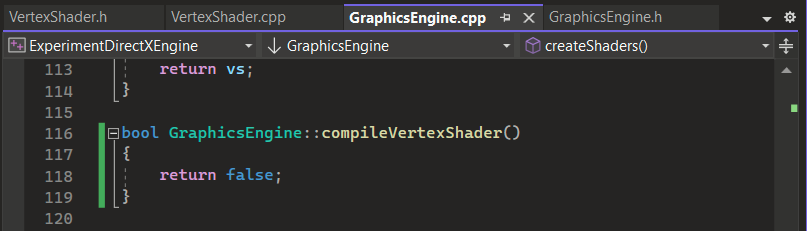 VertexShader.h VertexShader.cpp GraphicsEngine.cpp GraphicsEngine.h
ExperimentDirectXEngine GraphicsEngine createShaders()
113 return vs;
114 }
115
116 bool GraphicsEngine::compileVertexShader()
117 {
118 return false;
119 }
120